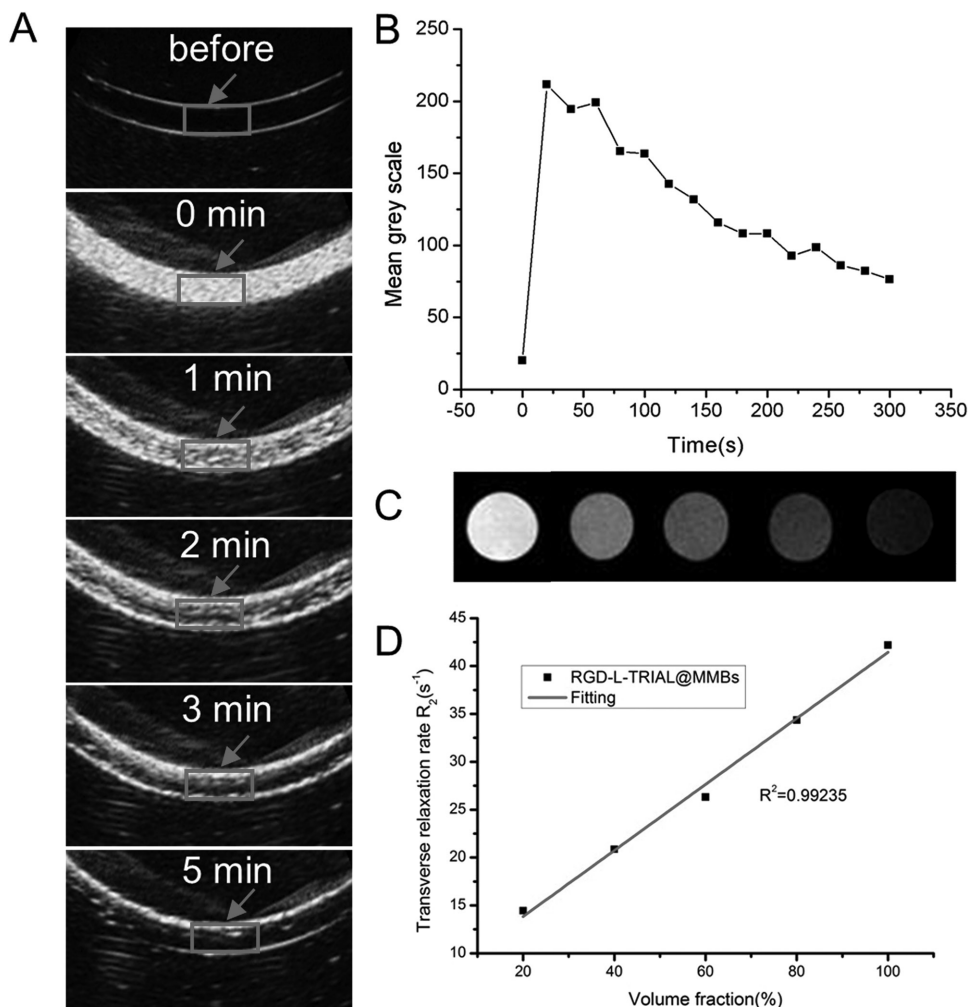 A
before
0 min
1 min
2 min
3 min
5 min
B
250
200
150
100
50
0
Mean grey scale
-50 0 50 100 150 200 250 300 350
Time(s)
C
D
45
40
35
30
25
20
15
10
Transverse relaxation rate R₂(s⁻¹)
RGD-L-TRIAL@MMBs
Fitting
R²=0.99235
20 40 60 80 100
Volume fraction(%)